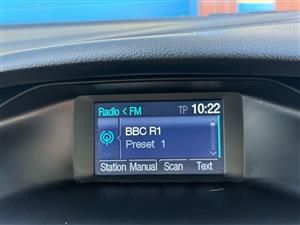 Radio < FM TP 10:22
BBC R1
Preset 1
Station Manual Scan Text